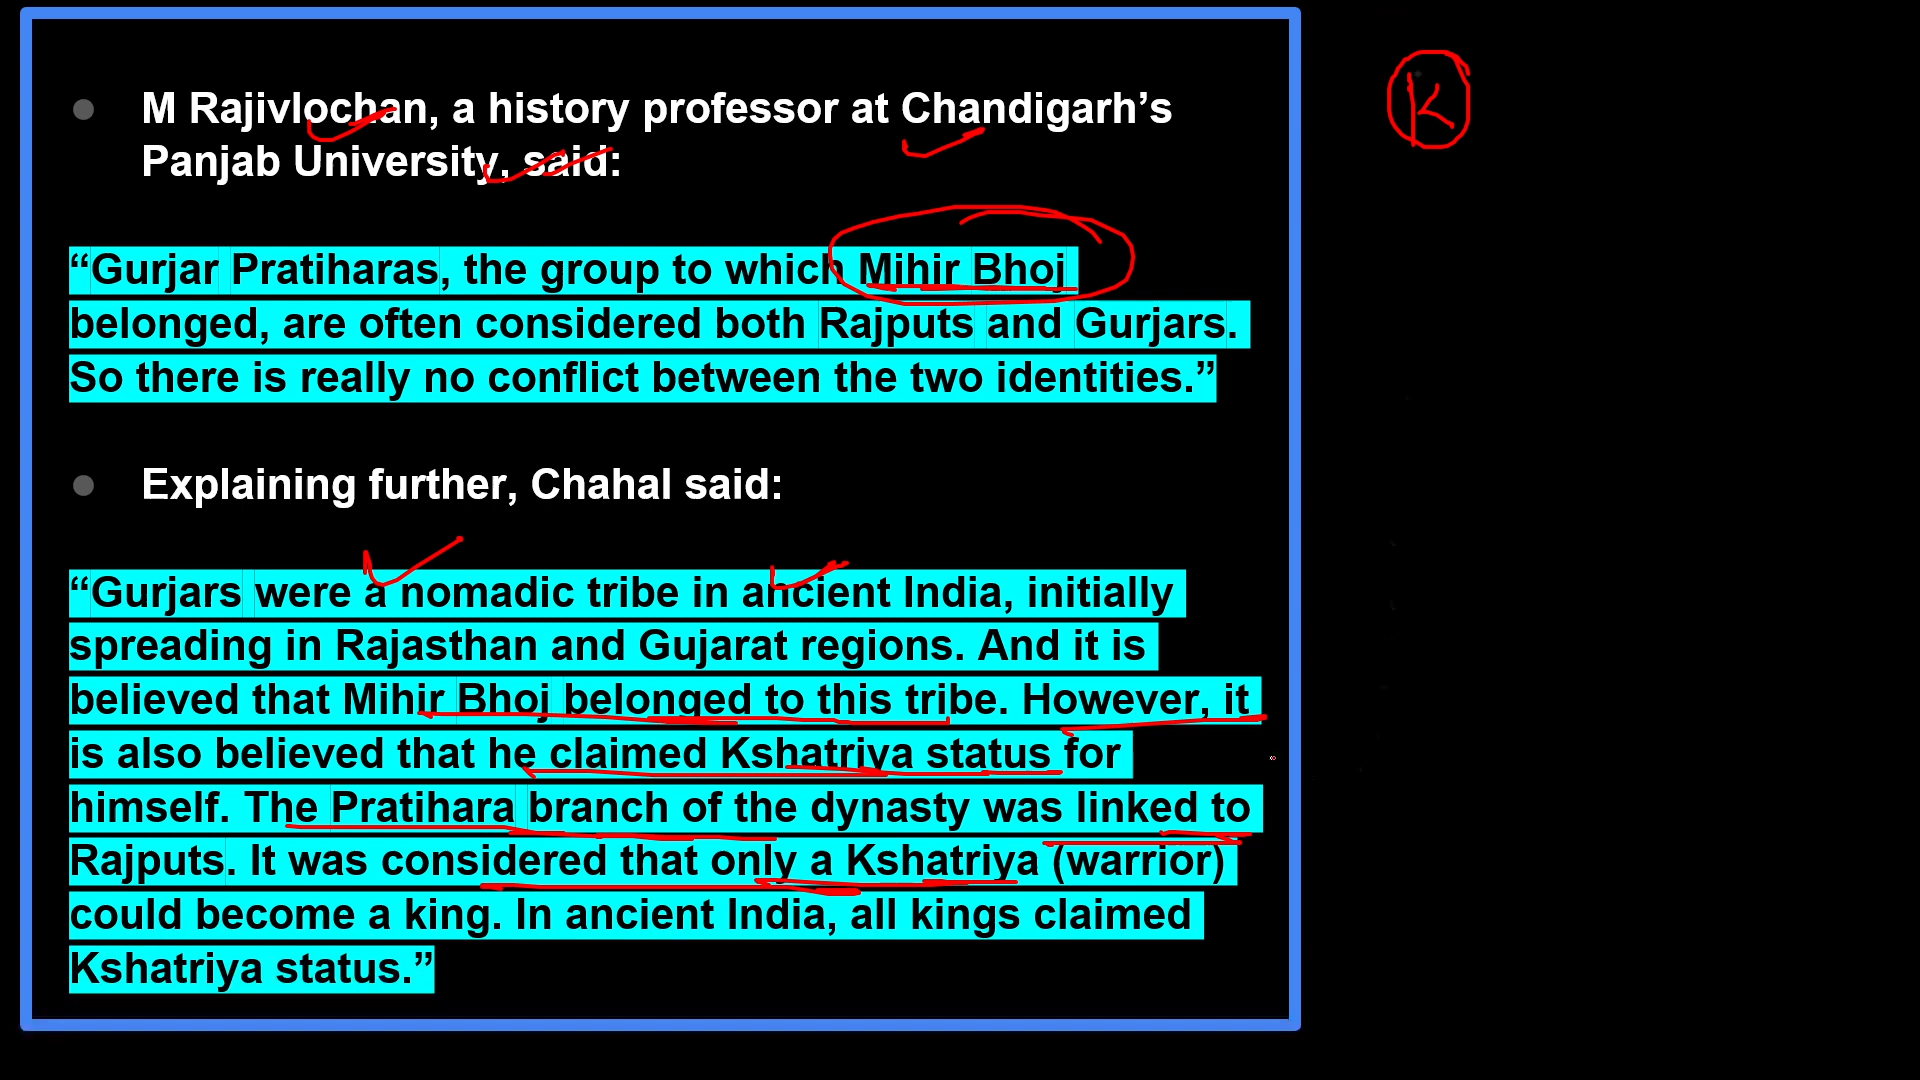 M Rajivlochan, a history professor at Chandigarh’s
Panjab University, said:
“Gurjar Pratiharas, the group to which Mihir Bhoj
belonged, are often considered both Rajputs and Gurjars.
So there is really no conflict between the two identities.”
Explaining further, Chahal said:
“Gurjars were a nomadic tribe in ancient India, initially
spreading in Rajasthan and Gujarat regions. And it is
believed that Mihir Bhoj belonged to this tribe. However, it
is also believed that he claimed Kshatriya status for
himself. The Pratihara branch of the dynasty was linked to
Rajputs. It was considered that only a Kshatriya (warrior)
could become a king. In ancient India, all kings claimed
Kshatriya status.”
K